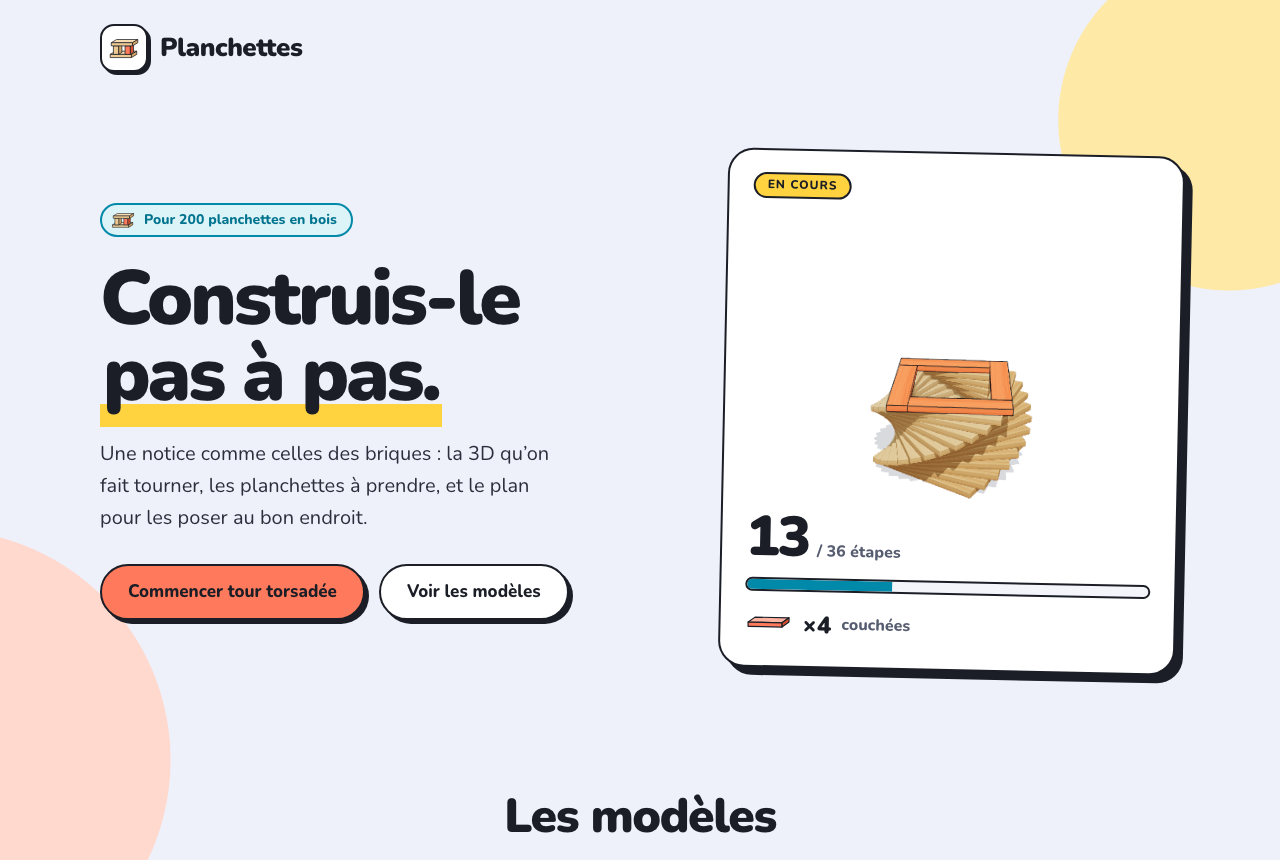 Planchettes
Pour 200 planchettes en bois
Construis-le
pas à pas.
Une notice comme celles des briques : la 3D qu’on
fait tourner, les planchettes à prendre, et le plan
pour les poser au bon endroit.
Commencer tour torsadée
Voir les modèles
EN COURS
13 / 36 étapes
×4 couchées
Les modèles